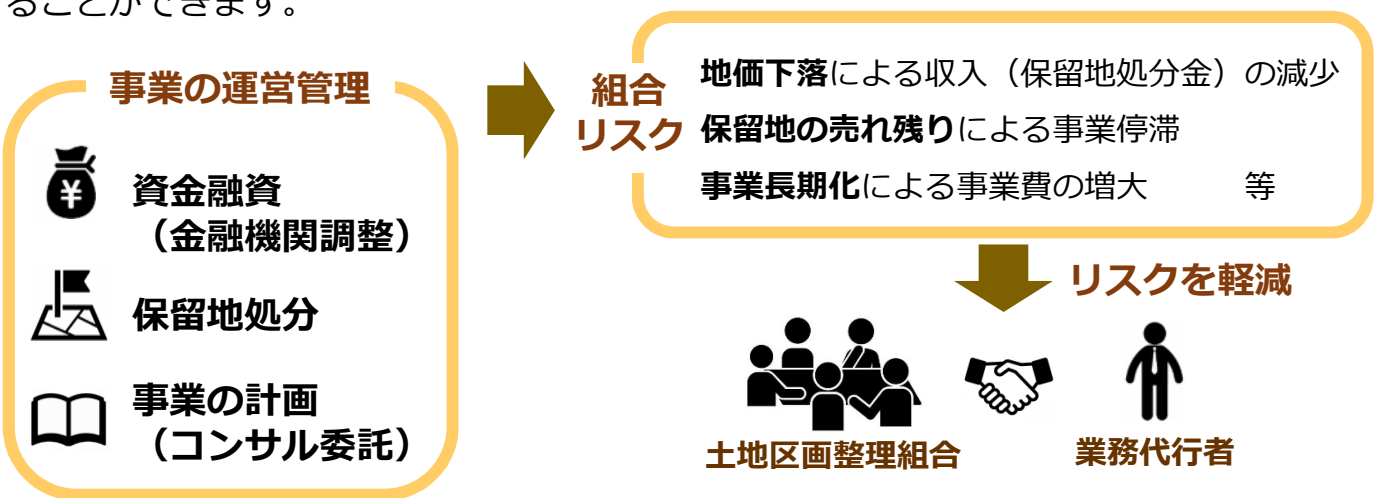 ることができます。
事業の運営管理
資金融資
（金融機関調整）
保留地処分
事業の計画
（コンサル委託）
組合
リスク
地価下落による収入（保留地処分金）の減少
保留地の売れ残りによる事業停滞
事業長期化による事業費の増大　　　等
リスクを軽減
土地区画整理組合
業務代行者